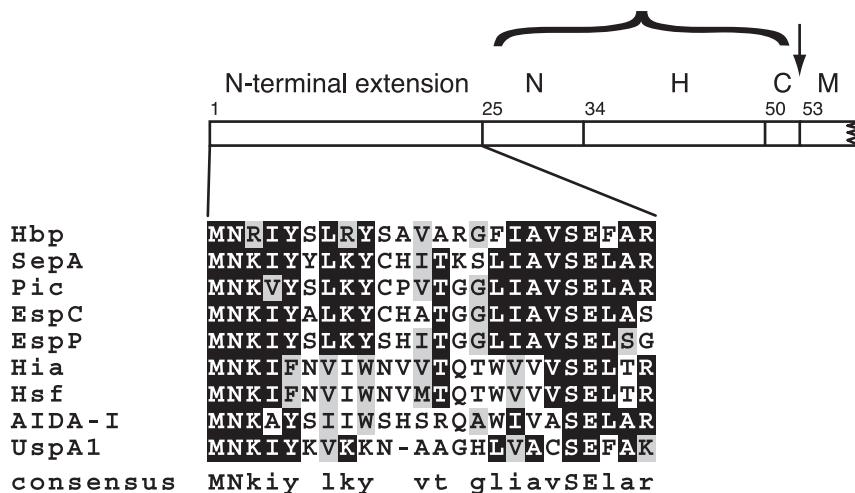 N-terminal extension N H C M
1 25 34 50 53
Hbp MNRIYSLRYSAVARGFIAVSEFAR
SepA MNKIYYLKYCHITKSLIAVSELAR
Pic MNKVYSLKYCPVTGGLIAVSELAR
EspC MNKIYALKYCHATGGLIAVSELAS
EspP MNKIYSLKYSHITGGLIAVSELSG
Hia MNKIFNVIWNVVTQTWVVVSELTR
Hsf MNKIFNVIWNVMTQTWVVVSELTR
AIDA-I MNKAYSIIWSHSRQAWIVASELAR
UspA1 MNKIYKVKKN-AAGHLVACSEFAK
consensus MNkiy lky vt gliavSElar